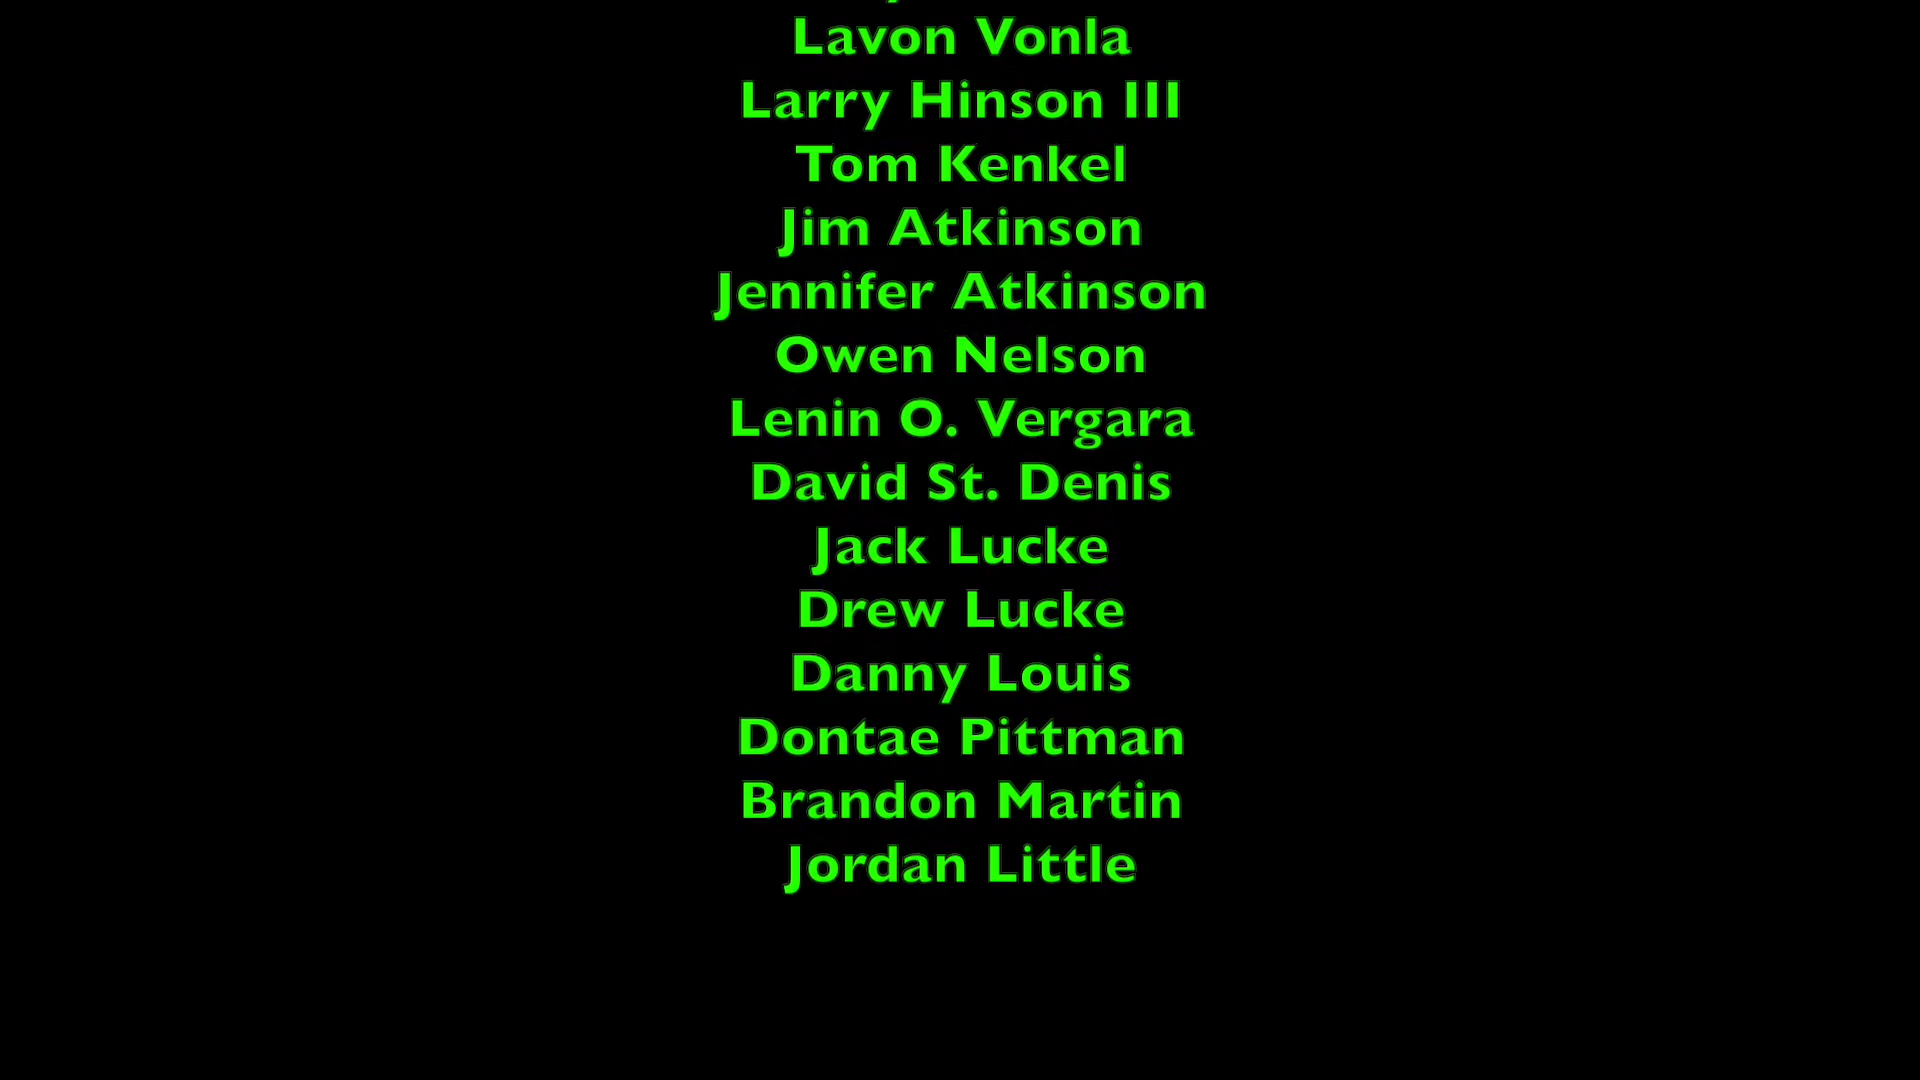 Lavon Vonla
Larry Hinson III
Tom Kenkel
Jim Atkinson
Jennifer Atkinson
Owen Nelson
Lenin O. Vergara
David St. Denis
Jack Lucke
Drew Lucke
Danny Louis
Dontae Pittman
Brandon Martin
Jordan Little